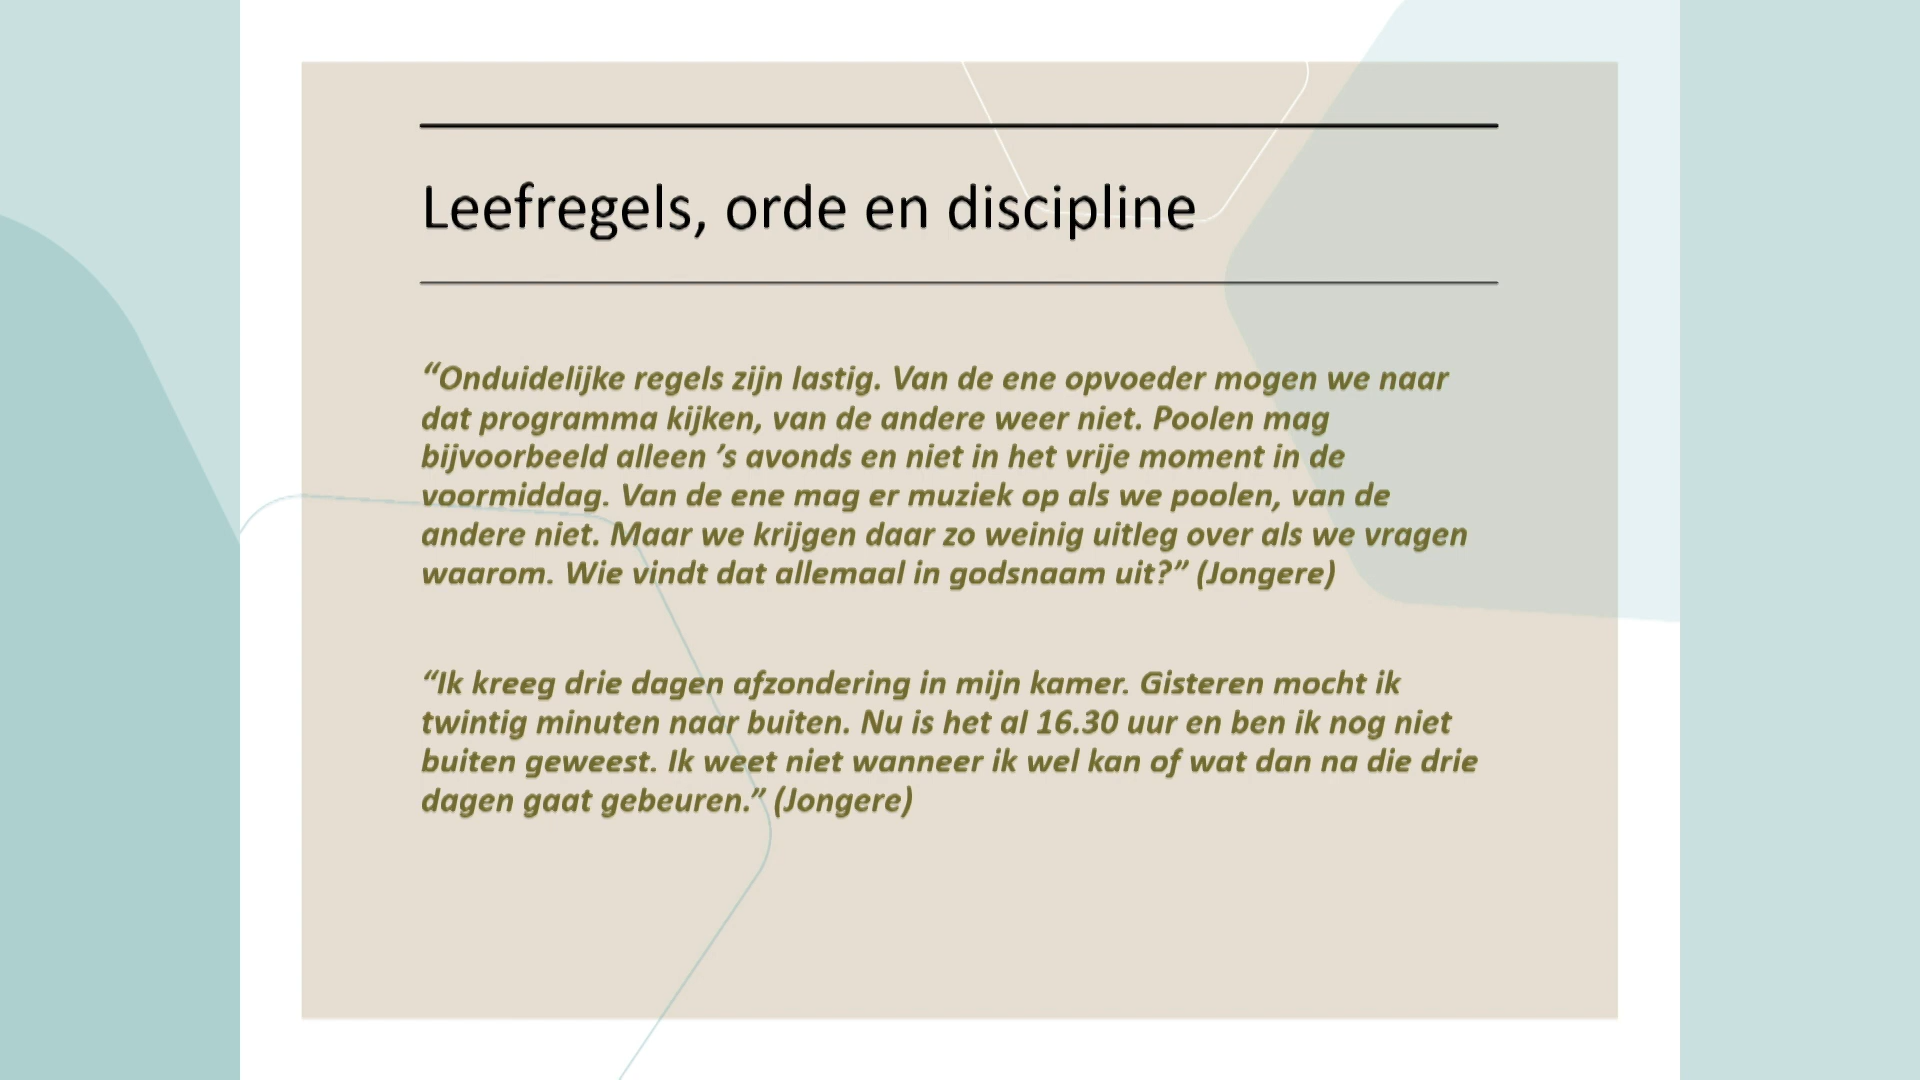 Leefregels, orde en discipline
“Onduidelijke regels zijn lastig. Van de ene opvoeder mogen we naar
dat programma kijken, van de andere weer niet. Poolen mag
bijvoorbeeld alleen ’s avonds en niet in het vrije moment in de
voormiddag. Van de ene mag er muziek op als we poolen, van de
andere niet. Maar we krijgen daar zo weinig uitleg over als we vragen
waarom. Wie vindt dat allemaal in godsnaam uit?” (Jongere)
“Ik kreeg drie dagen afzondering in mijn kamer. Gisteren mocht ik
twintig minuten naar buiten. Nu is het al 16.30 uur en ben ik nog niet
buiten geweest. Ik weet niet wanneer ik wel kan of wat dan na die drie
dagen gaat gebeuren.” (Jongere)